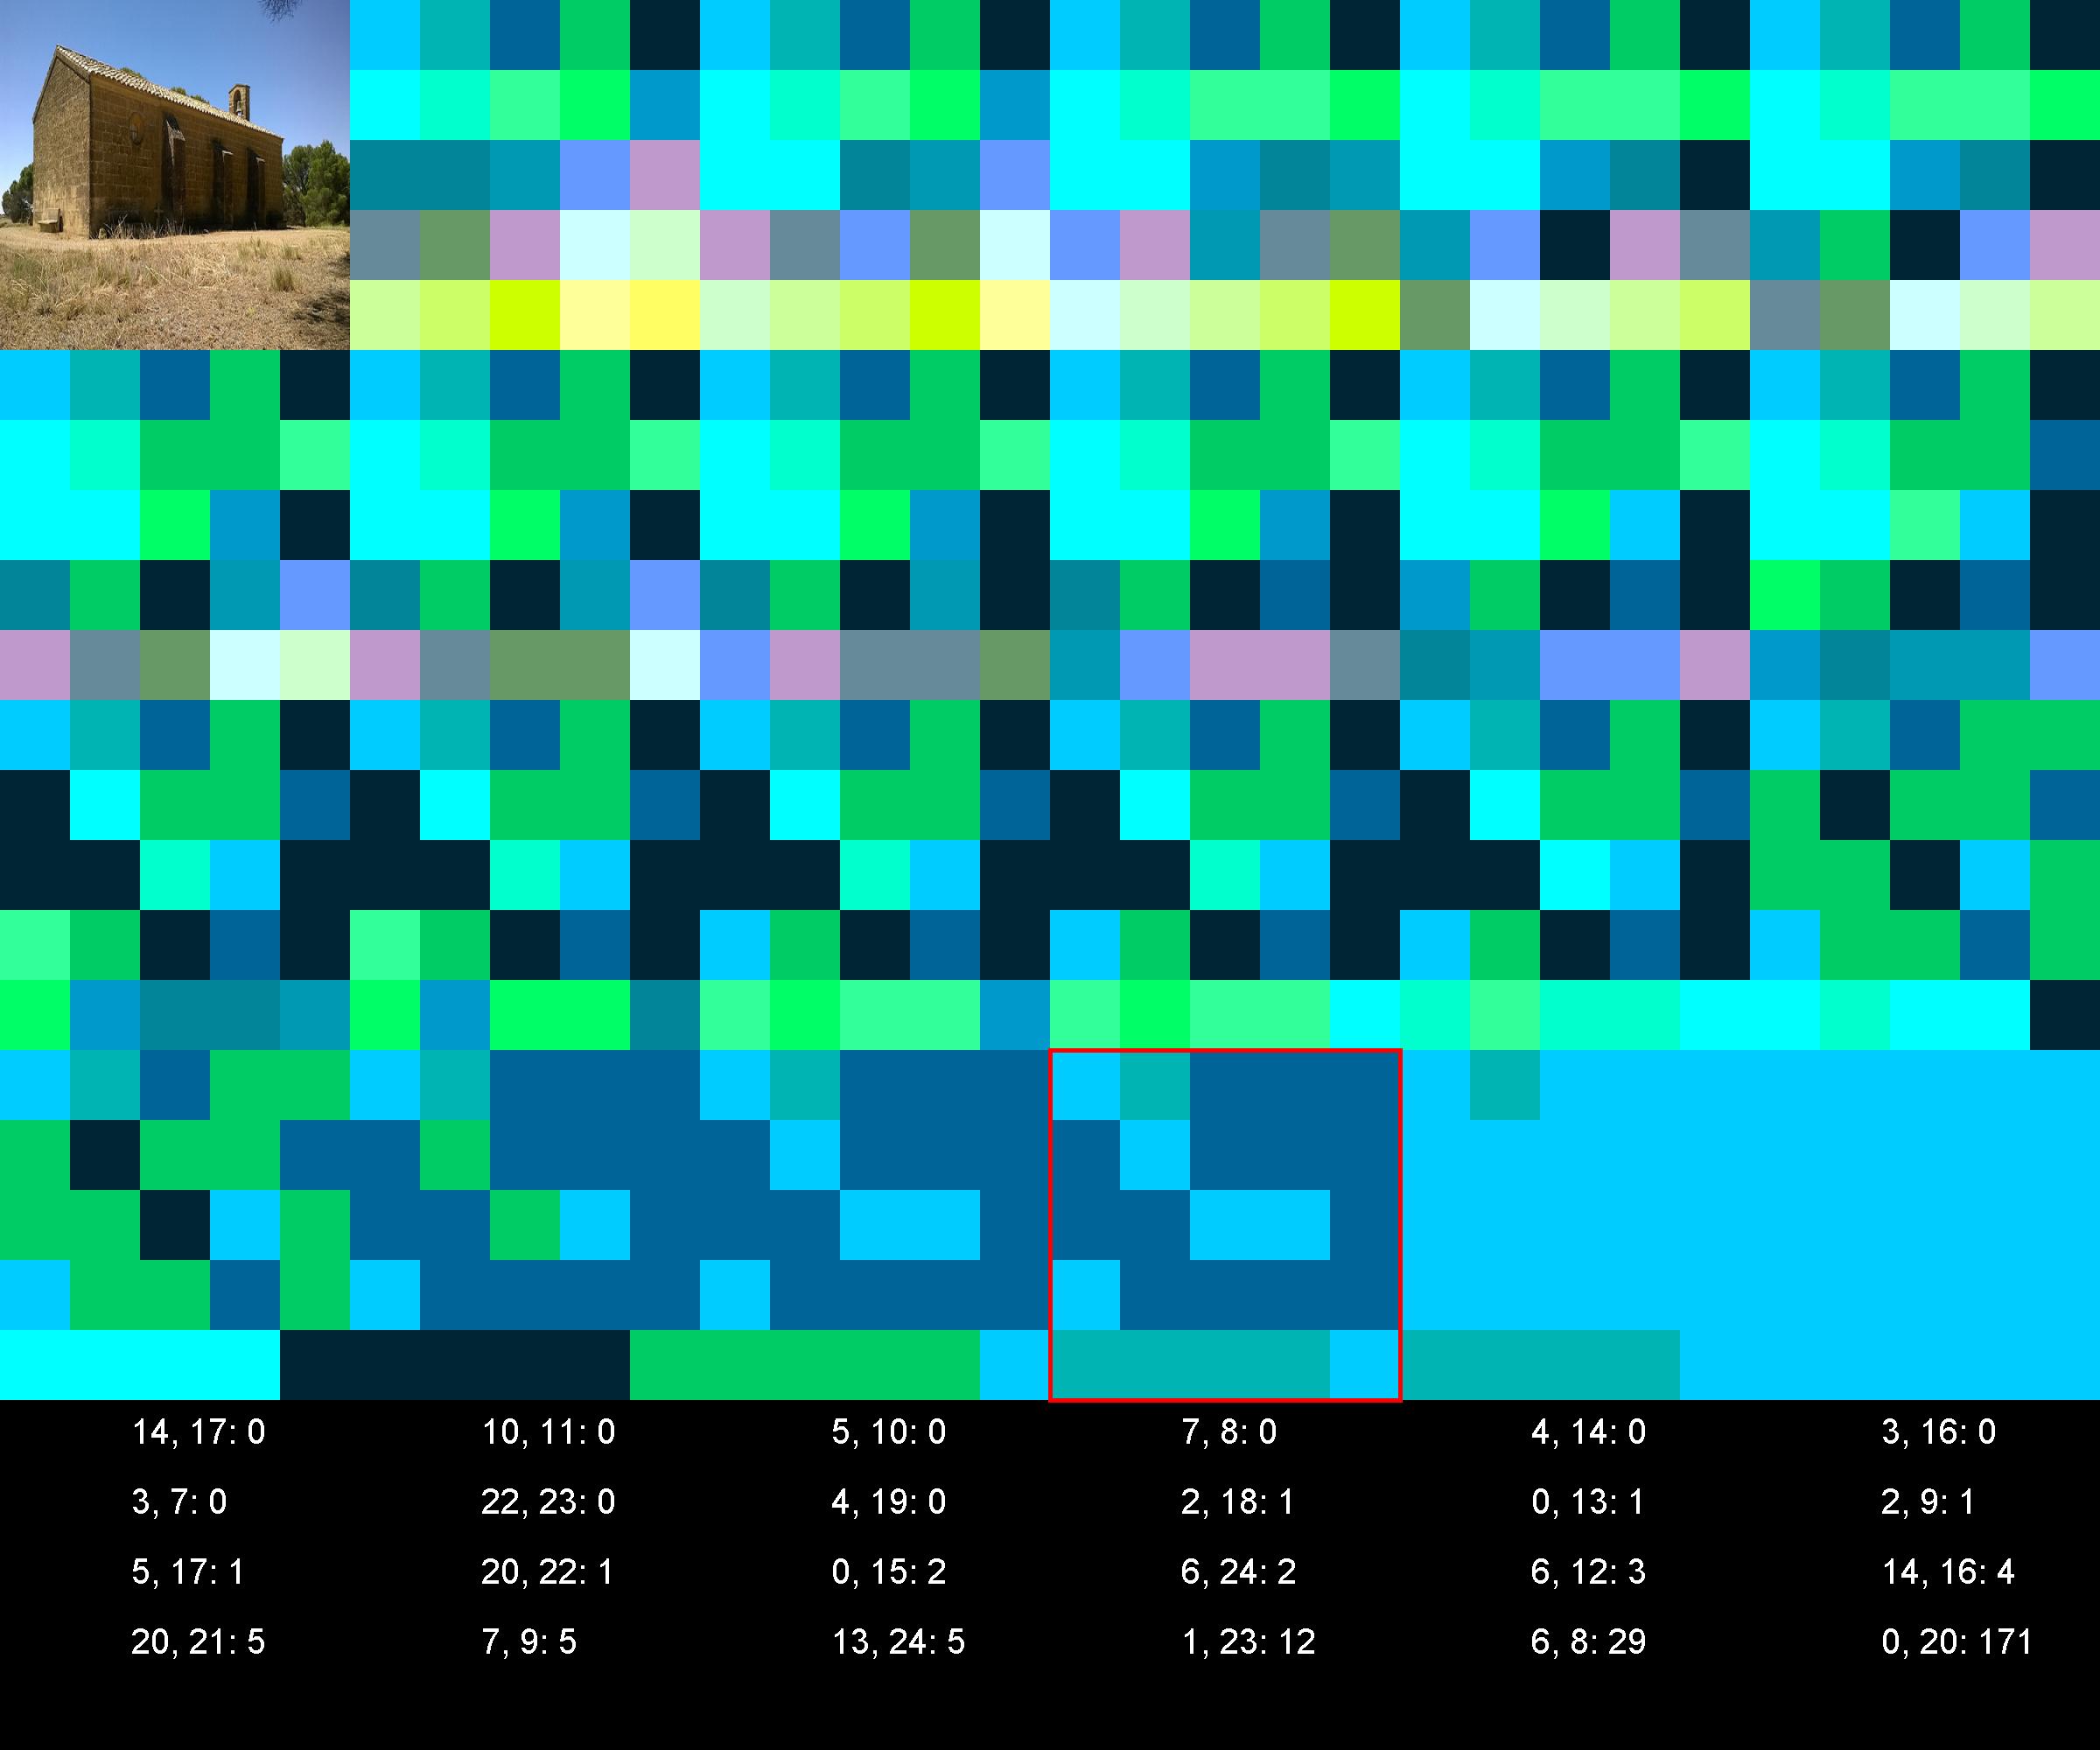 14, 17: 0 10, 11: 0 5, 10: 0 7, 8: 0 4, 14: 0 3, 16: 0
3, 7: 0 22, 23: 0 4, 19: 0 2, 18: 1 0, 13: 1 2, 9: 1
5, 17: 1 20, 22: 1 0, 15: 2 6, 24: 2 6, 12: 3 14, 16: 4
20, 21: 5 7, 9: 5 13, 24: 5 1, 23: 12 6, 8: 29 0, 20: 171